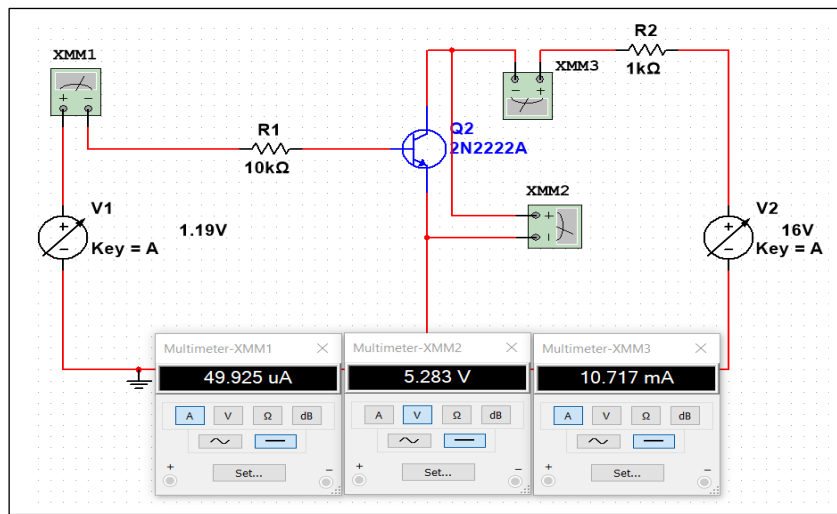 XMM1
+
−
R1
10kΩ
Q2
2N2222A
−
+
XMM3
R2
1kΩ
XMM2
+
−
V1
+
−
Key = A
1.19V
V2
+
−
16V
Key = A
Multimeter-XMM1
49.925 uA
A V Ω dB
Set...
+
−
Multimeter-XMM2
5.283 V
A V Ω dB
Set...
+
−
Multimeter-XMM3
10.717 mA
A V Ω dB
Set...
+
−